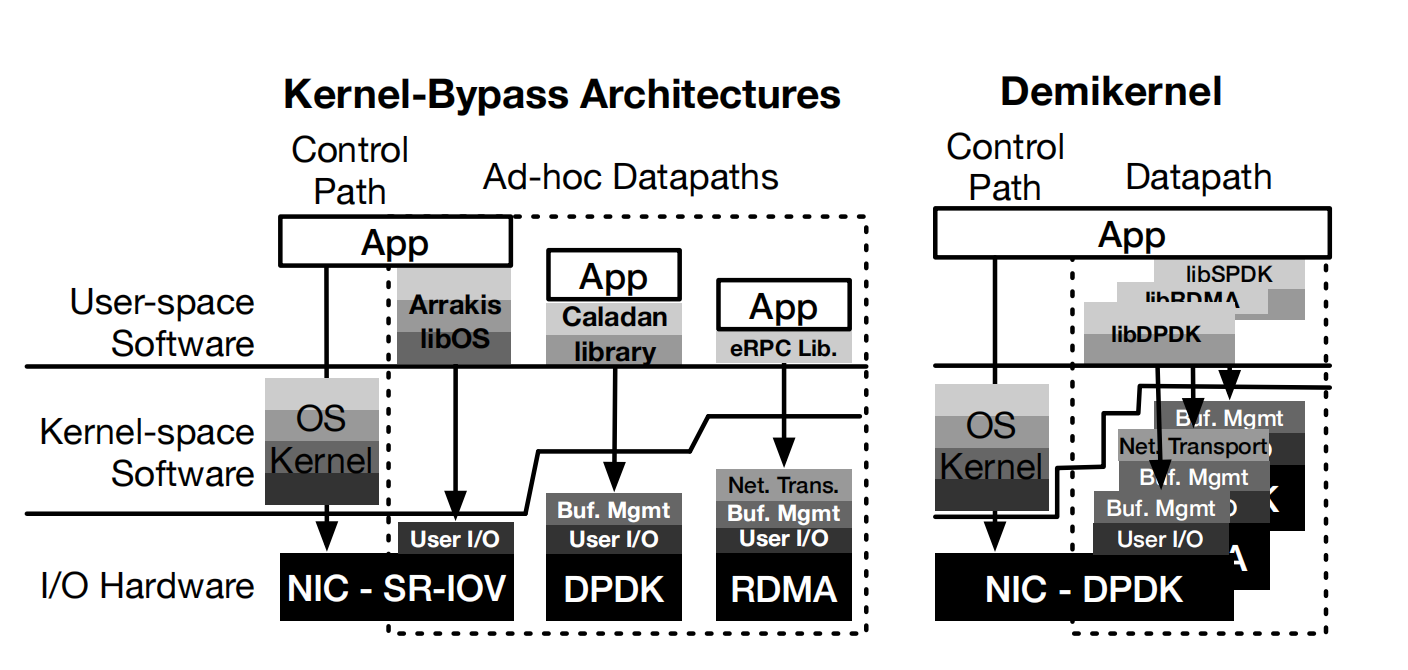 Kernel-Bypass Architectures
Control
Path
Ad-hoc Datapaths
App
App
App
Arrakis
libOS
Caladan
library
eRPC Lib.
User-space
Software
Kernel-space
Software
I/O Hardware
OS
Kernel
User I/O
NIC - SR-IOV
Buf. Mgmt
User I/O
DPDK
Net. Trans.
Buf. Mgmt
User I/O
RDMA
Demikernel
Control
Path
Datapath
App
libSPDK
libRDMA
libDPDK
OS
Kernel
Buf. Mgmt
Net. Transport
Buf. Mgmt
Buf. Mgmt
User I/O
NIC - DPDK